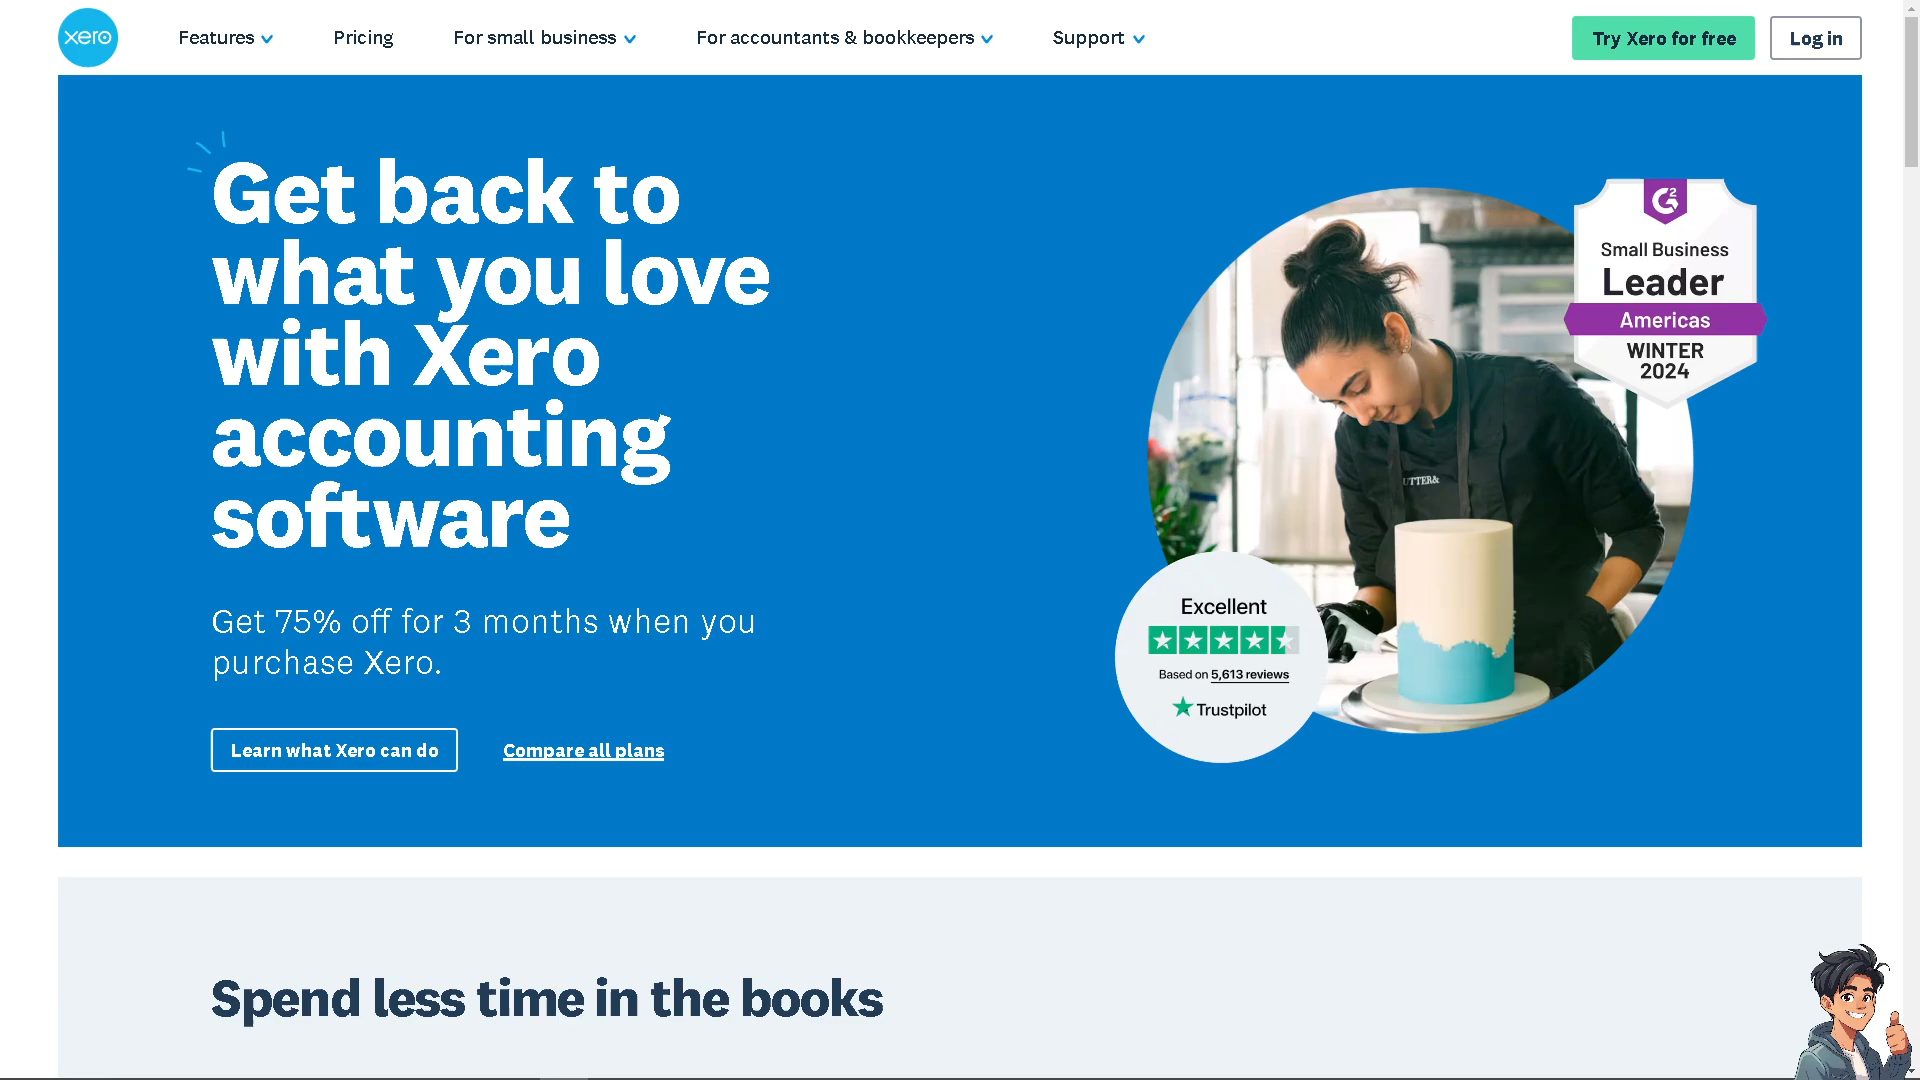 xero
Features
Pricing
For small business
For accountants & bookkeepers
Support
Try Xero for free
Log in
Get back to
what you love
with Xero
accounting
software
Get 75% off for 3 months when you
purchase Xero.
Learn what Xero can do
Compare all plans
G2
Small Business
Leader
Americas
WINTER
2024
UTTER&
Excellent
Based on 5,613 reviews
Trustpilot
Spend less time in the books